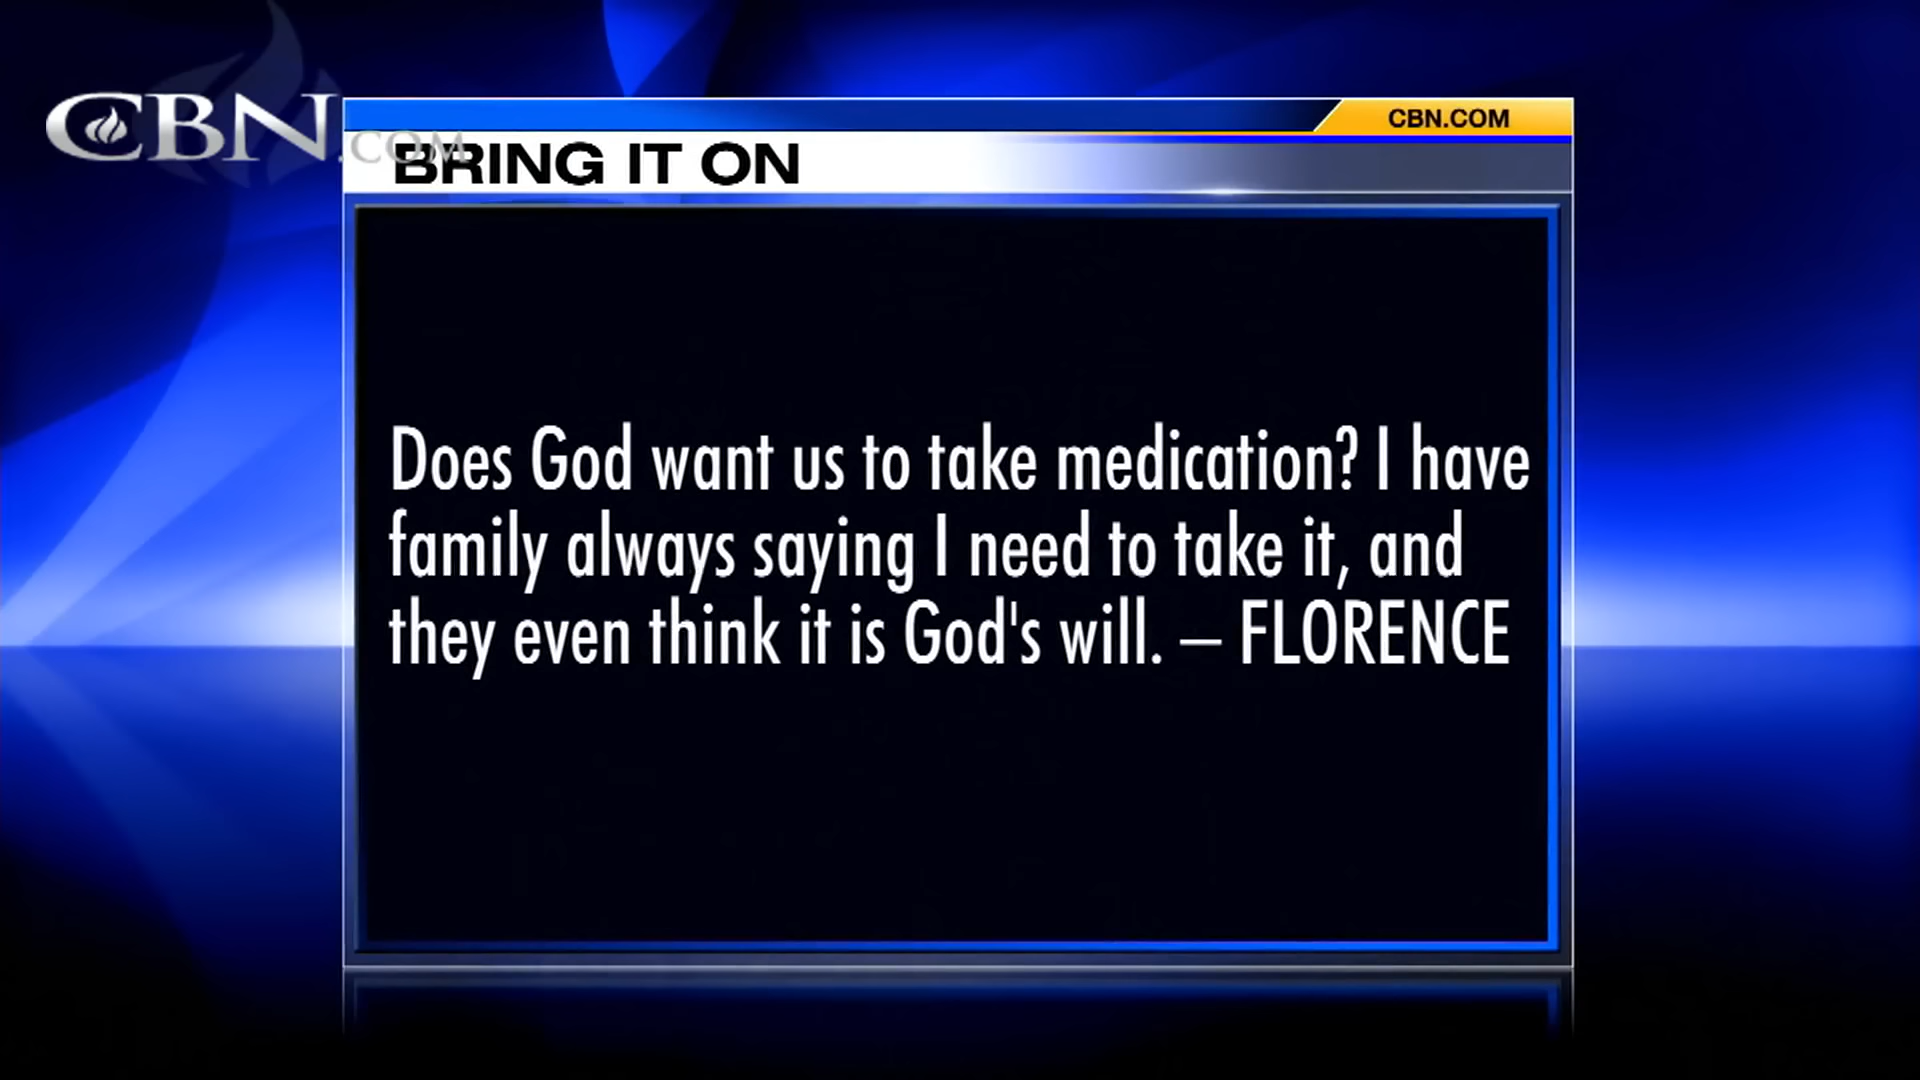 CBN.COM
CBN.COM
BRING IT ON
Does God want us to take medication? I have
family always saying I need to take it, and
they even think it is God's will. – FLORENCE